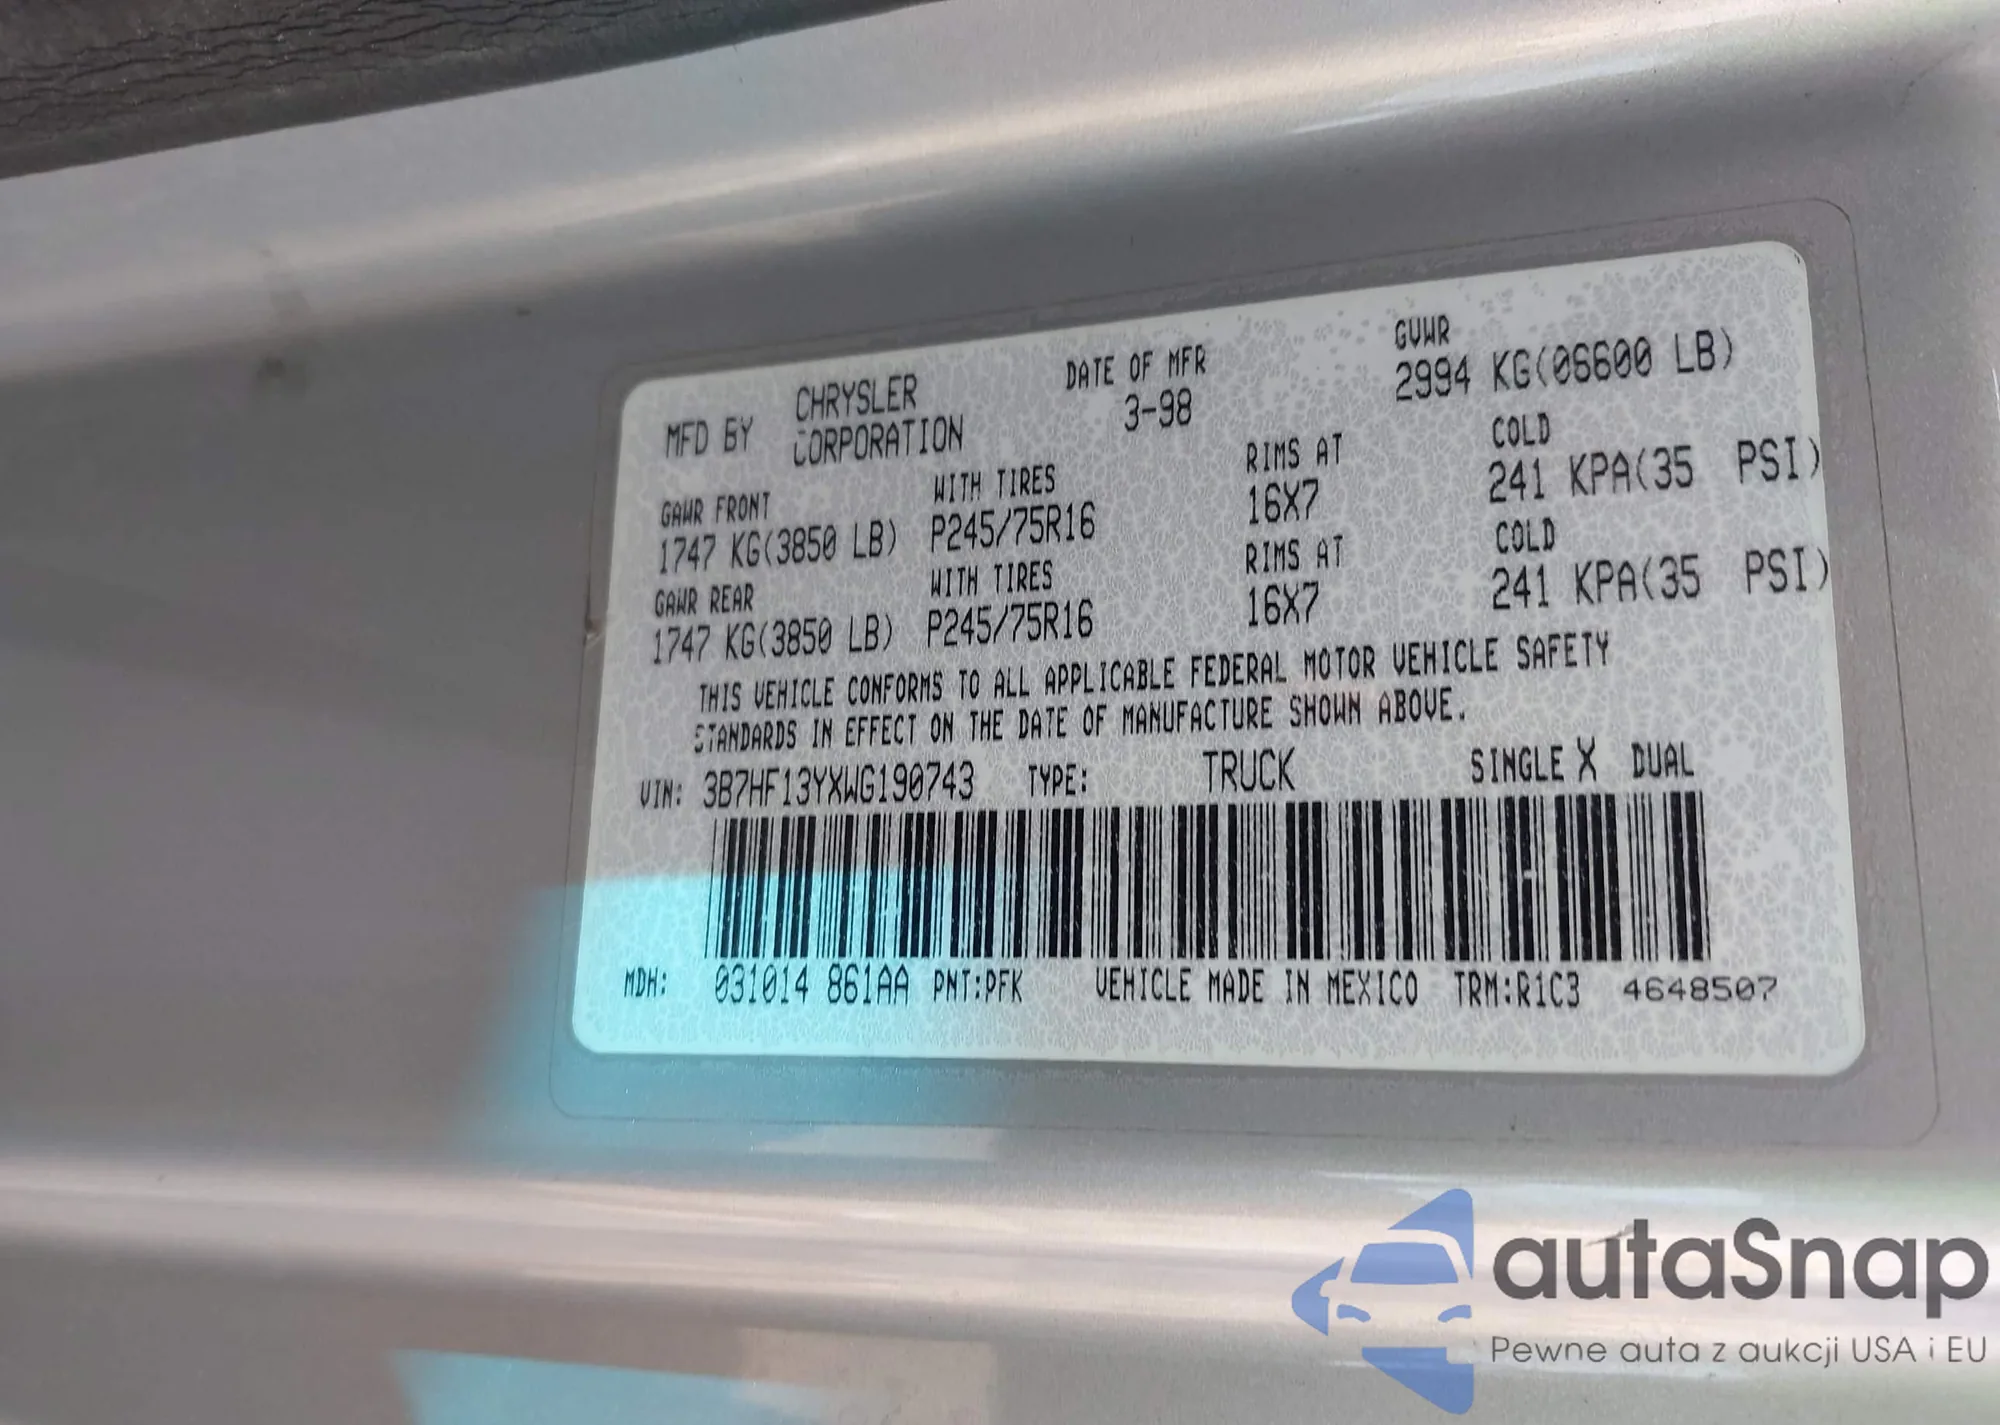 MFD BY CHRYSLER CORPORATION DATE OF MFR 3-98 GVWR 2994 KG(06600 LB)
GAWR FRONT WITH TIRES RIMS AT COLD
1747 KG(3850 LB) P245/75R16 16X7 241 KPA(35 PSI)
GAWR REAR WITH TIRES RIMS AT COLD
1747 KG(3850 LB) P245/75R16 16X7 241 KPA(35 PSI)
THIS VEHICLE CONFORMS TO ALL APPLICABLE FEDERAL MOTOR VEHICLE SAFETY
STANDARDS IN EFFECT ON THE DATE OF MANUFACTURE SHOWN ABOVE.
VIN: 3B7HF13YXWG190743 TYPE: TRUCK SINGLE X DUAL
MDH: 031014 861AA PNT:PFK VEHICLE MADE IN MEXICO TRM:R1C3 4648507
autaSnap
Pewne auta z aukcji USA i EU